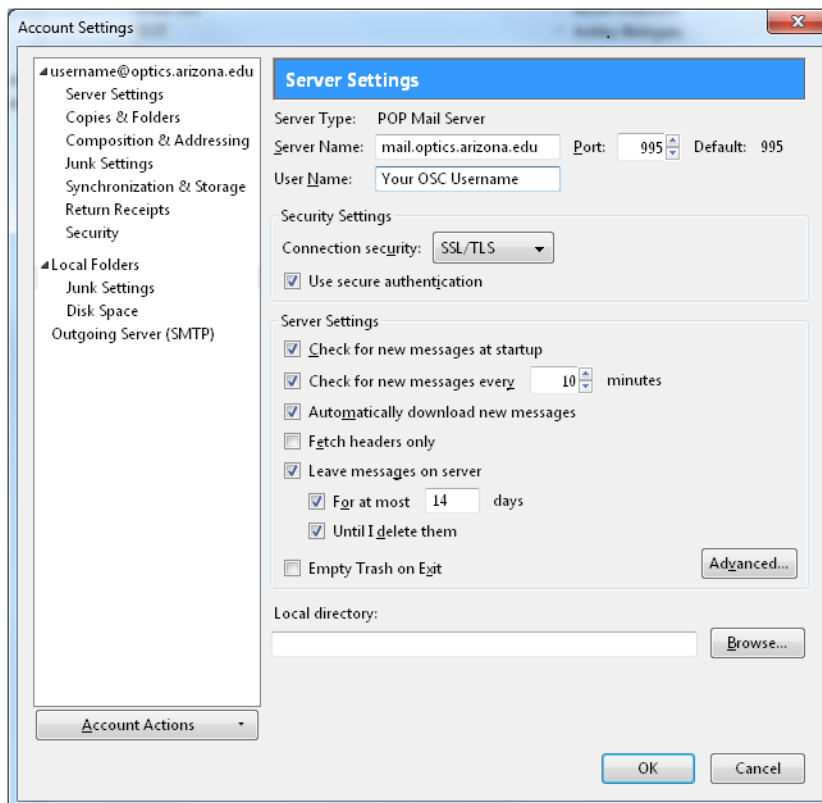 Account Settings
username@optics.arizona.edu
Server Settings
Copies & Folders
Composition & Addressing
Junk Settings
Synchronization & Storage
Return Receipts
Security
Local Folders
Junk Settings
Disk Space
Outgoing Server (SMTP)
Account Actions
Server Settings
Server Type: POP Mail Server
Server Name: mail.optics.arizona.edu Port: 995 Default: 995
User Name: Your OSC Username
Security Settings
Connection security: SSL/TLS
Use secure authentication
Server Settings
Check for new messages at startup
Check for new messages every 10 minutes
Automatically download new messages
Fetch headers only
Leave messages on server
For at most 14 days
Until I delete them
Empty Trash on Exit
Advanced...
Local directory:
Browse...
OK Cancel